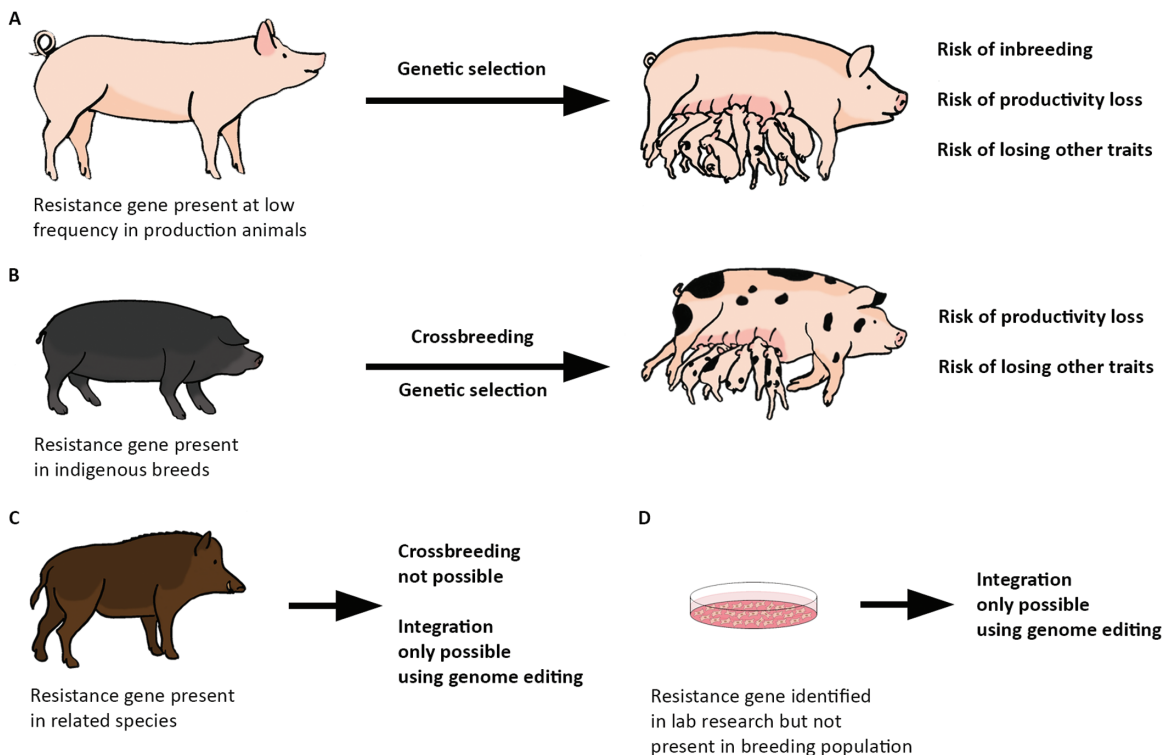 A
Genetic selection
Risk of inbreeding
Risk of productivity loss
Risk of losing other traits
Resistance gene present at low
frequency in production animals
B
Crossbreeding
Genetic selection
Risk of productivity loss
Risk of losing other traits
Resistance gene present
in indigenous breeds
C
Crossbreeding
not possible
Integration
only possible
using genome editing
Resistance gene present
in related species
D
Integration
only possible
using genome editing
Resistance gene identified
in lab research but not
present in breeding population